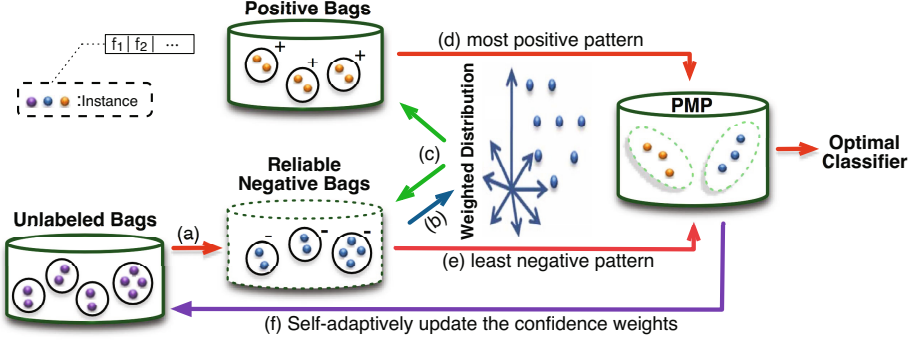 Positive Bags
f1 f2 ...
:Instance
+
+
+
(d) most positive pattern
Weighted Distribution
PMP
Optimal
Classifier
(c)
Reliable
Negative Bags
(b)
Unlabeled Bags
(a)
-
-
-
(e) least negative pattern
(f) Self-adaptively update the confidence weights